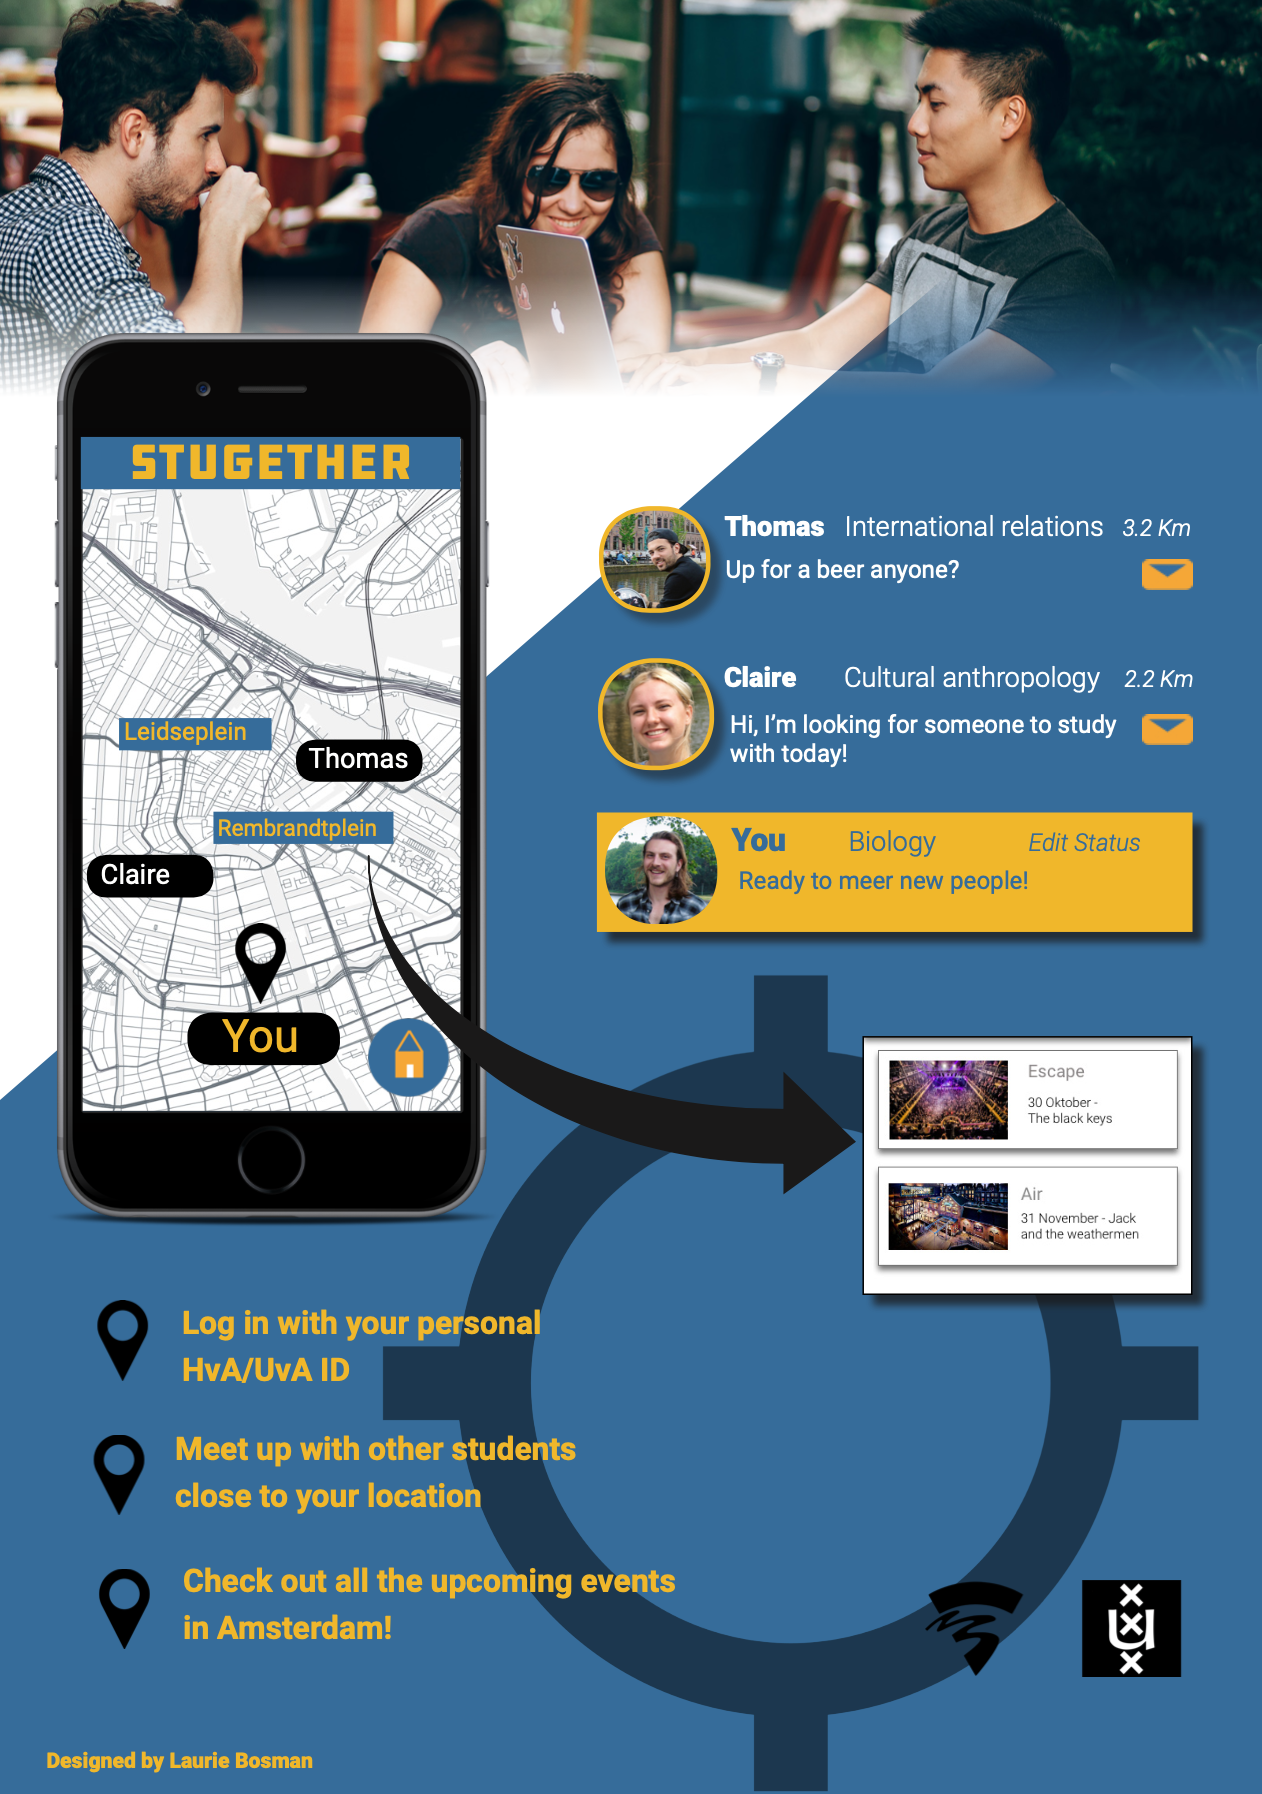 STUGETHER
Leidseplein
Thomas
Rembrandtplein
Claire
You
Thomas International relations 3.2 Km
Up for a beer anyone?
Claire Cultural anthropology 2.2 Km
Hi, I'm looking for someone to study
with today!
You Biology Edit Status
Ready to meer new people!
Escape
30 Oktober -
The black keys
Air
31 November - Jack
and the weathermen
Log in with your personal
HvA/UvA ID
Meet up with other students
close to your location
Check out all the upcoming events
in Amsterdam!
Designed by Laurie Bosman